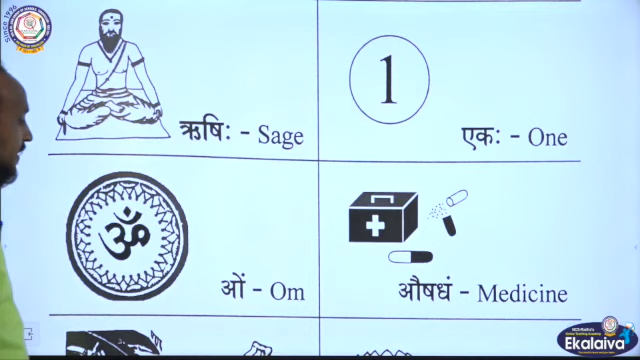 Since 1996
ऋषिः - Sage
1
एकः - One
ॐ
ओं - Om
औषधं - Medicine
Ekalaiva